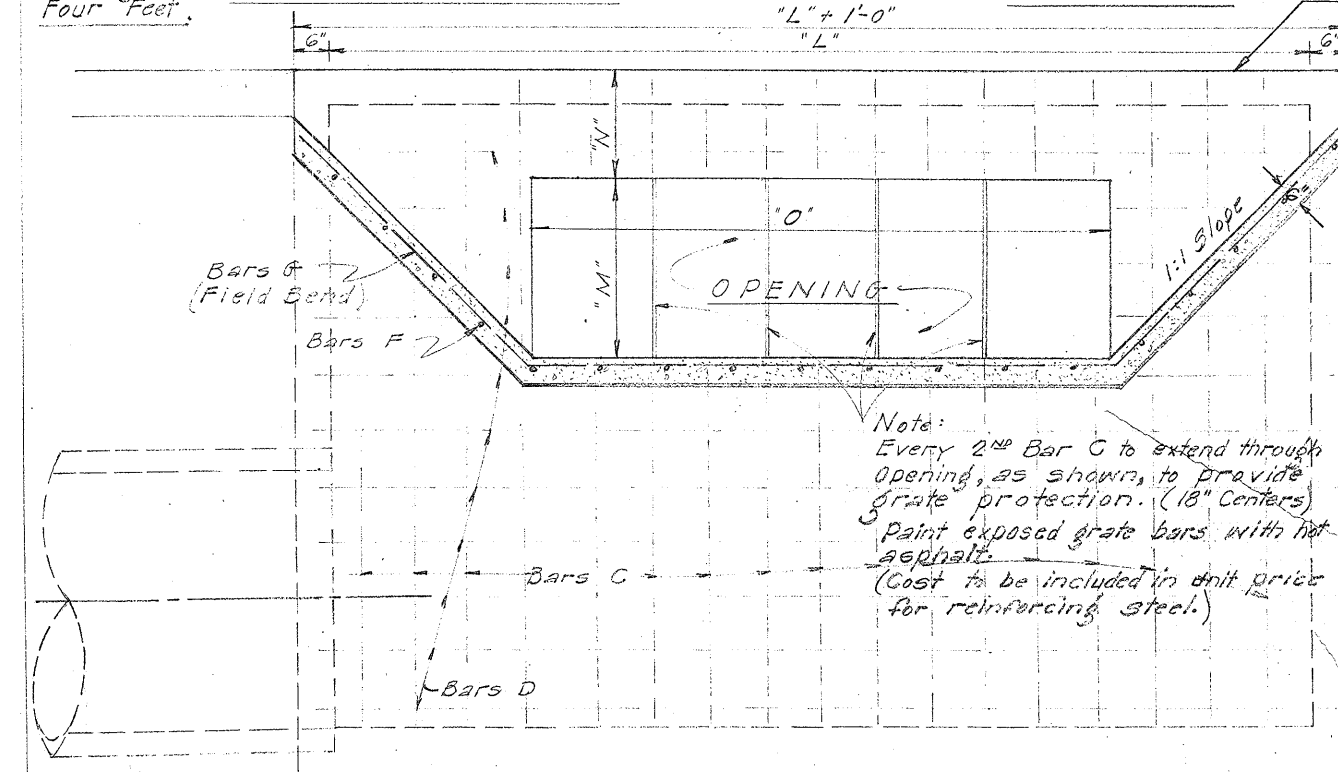 Four Feet.
"L" + 1'-0"
6"
"L"
6"
"N"
"O"
"M"
OPENING
1:1 Slope
6"
Bars G
(Field Bend)
Bars F
Note:
Every 2ND Bar C to extend through
opening, as shown, to provide
grate protection. (18" Centers)
Paint exposed grate bars with hot
asphalt.
(Cost to be included in unit price
for reinforcing steel.)
Bars C
Bars D